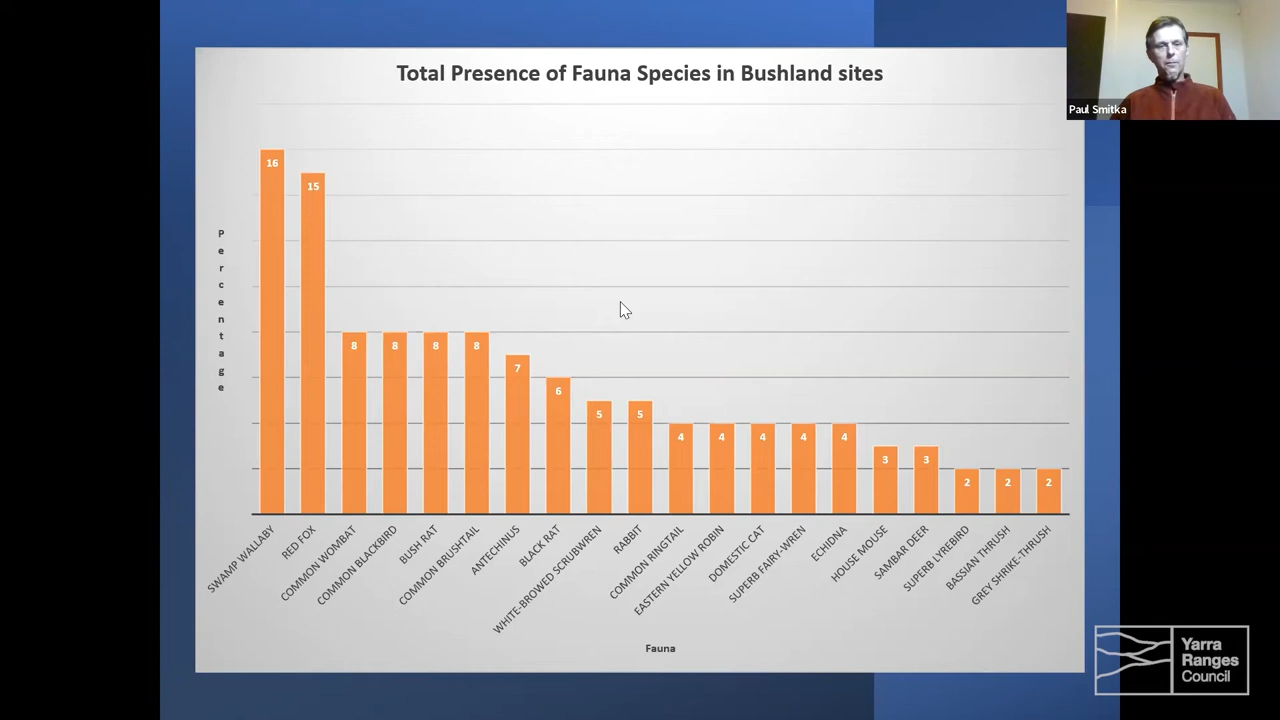 Total Presence of Fauna Species in Bushland sites
Paul Smitka
Percentage
16
15
8
8
8
8
7
6
5
5
4
4
4
4
4
3
3
2
2
2
SWAMP WALLABY
RED FOX
COMMON WOMBAT
COMMON BLACKBIRD
BUSH RAT
COMMON BRUSHTAIL
ANTECHINUS
BLACK RAT
WHITE-BROWED SCRUBWREN
RABBIT
COMMON RINGTAIL
EASTERN YELLOW ROBIN
DOMESTIC CAT
SUPERB FAIRY-WREN
ECHIDNA
HOUSE MOUSE
SAMBAR DEER
SUPERB LYREBIRD
BASSIAN THRUSH
GREY SHRIKE-THRUSH
Fauna
Yarra
Ranges
Council